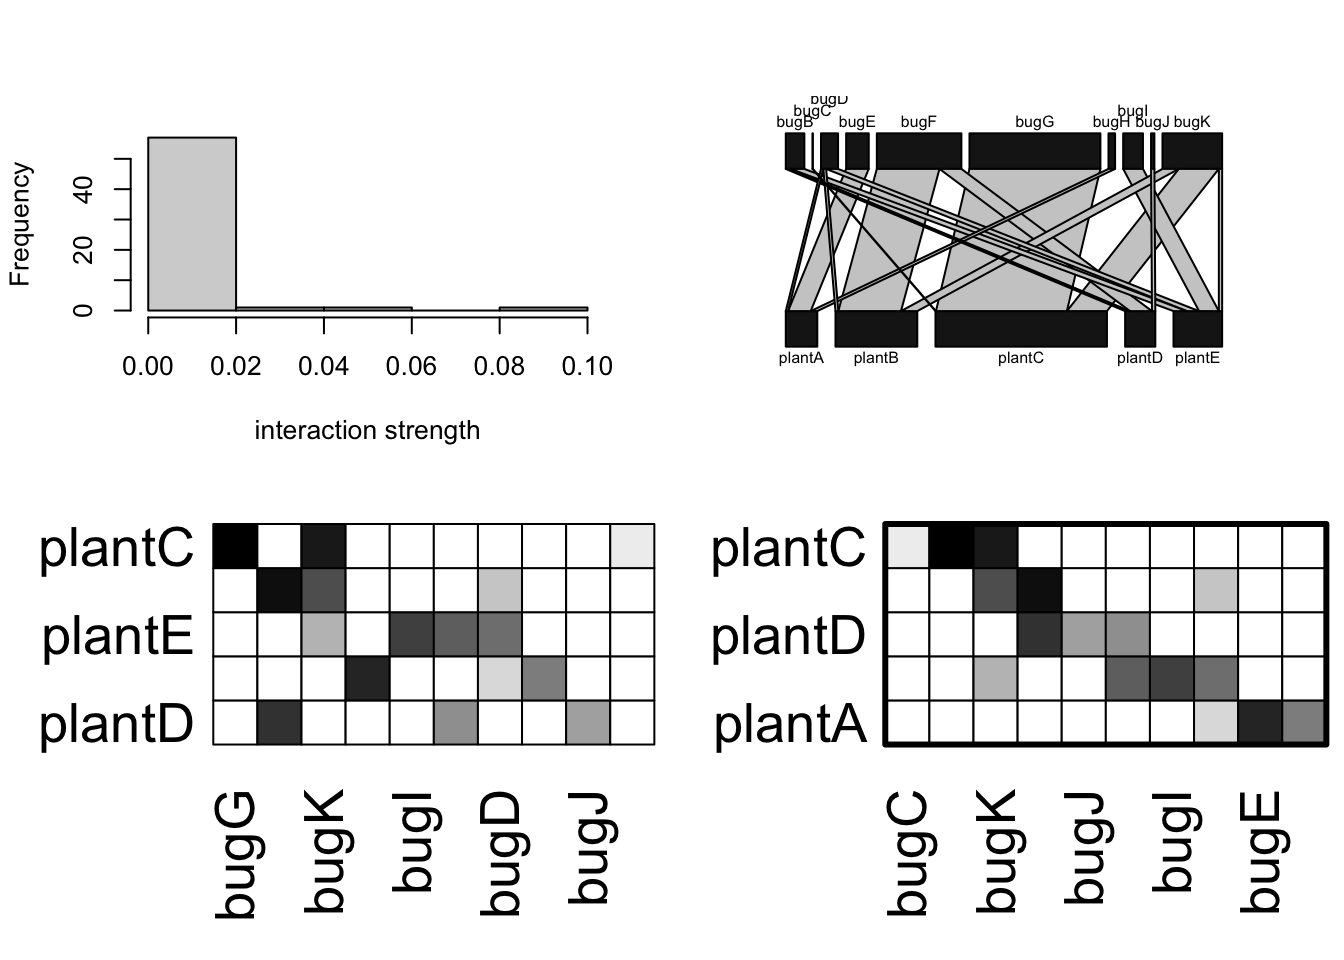 Frequency
0 20 40
0.00 0.02 0.04 0.06 0.08 0.10
interaction strength
bugD
bugC bugI
bugB bugE bugF bugG bugH bugJ bugK
plantA plantB plantC plantD plantE
plantC
plantE
plantD
bugG bugK bugI bugD bugJ
plantC
plantD
plantA
bugC bugK bugJ bugI bugE